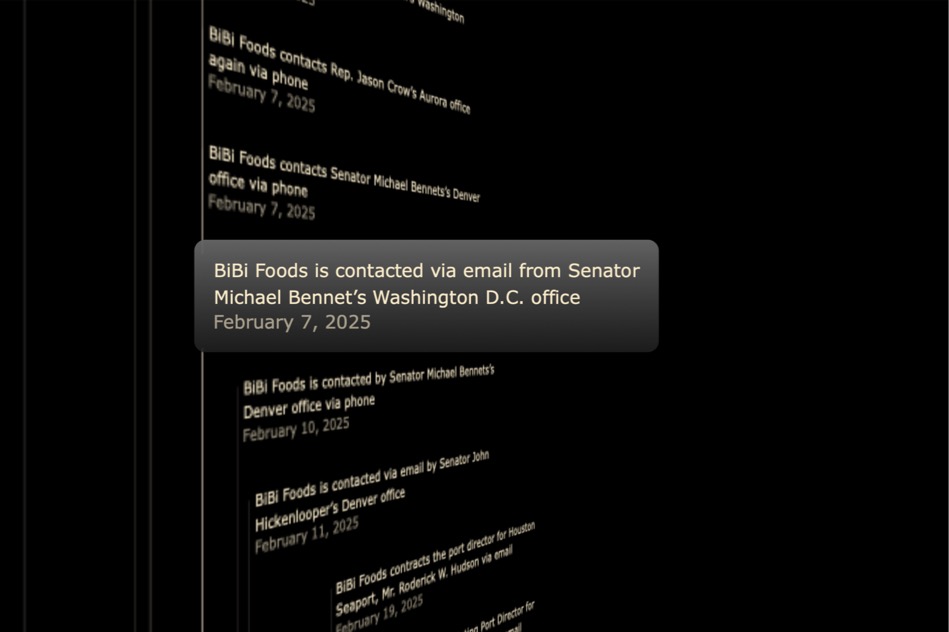 Washington
BiBi Foods contacts Rep. Jason Crow's Aurora office
again via phone
February 7, 2025
BiBi Foods contacts Senator Michael Bennets's Denver
office via phone
February 7, 2025
BiBi Foods is contacted via email from Senator
Michael Bennet’s Washington D.C. office
February 7, 2025
BiBi Foods is contacted by Senator Michael Bennets's
Denver office via phone
February 10, 2025
BiBi Foods is contacted via email by Senator John
Hickenlooper's Denver office
February 11, 2025
BiBi Foods contracts the port director for Houston
Seaport, Mr. Roderick W. Hudson via email
February 19, 2025
Port Director for
email